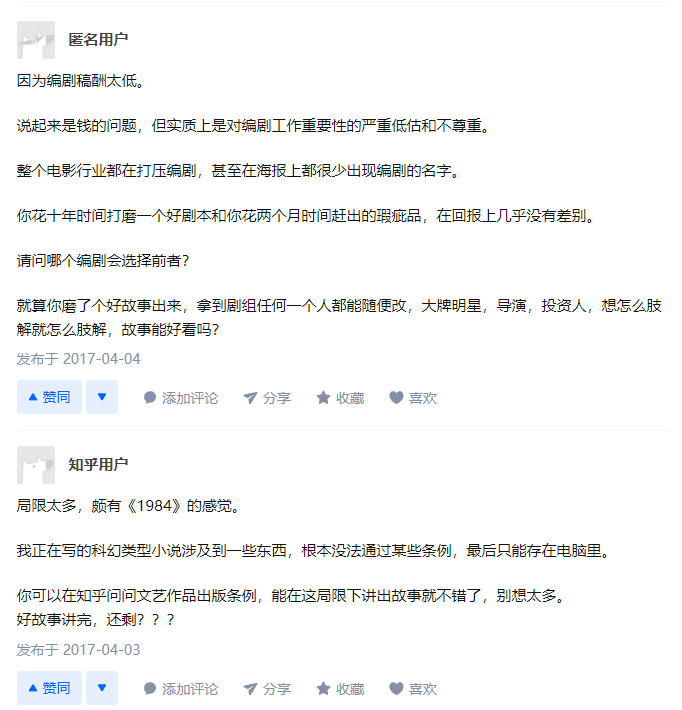 匿名用户
因为编剧稿酬太低。
说起来是钱的问题，但实质上是对编剧工作重要性的严重低估和不尊重。
整个电影行业都在打压编剧，甚至在海报上都很少出现编剧的名字。
你花十年时间打磨一个好剧本和你花两个月时间赶出的瑕疵品，在回报上几乎没有差别。
请问哪个编剧会选择前者？
就算你磨了个好故事出来，拿到剧组任何一个人都能随便改，大牌明星，导演，投资人，想怎么肢
解就怎么肢解，故事能好看吗？
发布于 2017-04-04
赞同 添加评论 分享 收藏 喜欢
知乎用户
局限太多，颇有《1984》的感觉。
我正在写的科幻类型小说涉及到一些东西，根本没法通过某些条例，最后只能存在电脑里。
你可以在知乎问问文艺作品出版条例，能在这局限下讲出故事就不错了，别想太多。
好故事讲完，还剩？？？
发布于 2017-04-03
赞同 添加评论 分享 收藏 喜欢